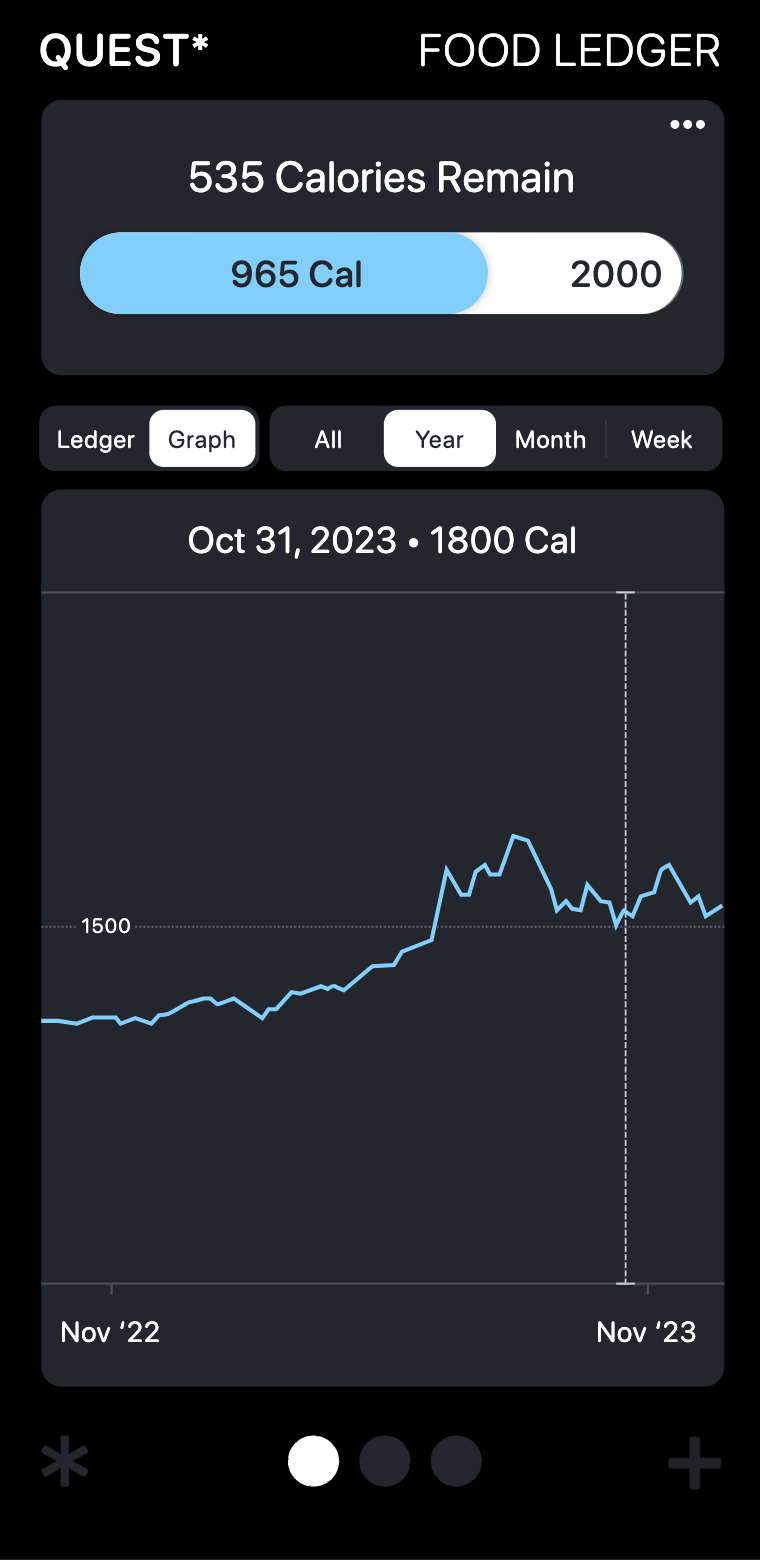 QUEST* FOOD LEDGER
535 Calories Remain
965 Cal 2000
Ledger Graph All Year Month Week
Oct 31, 2023 • 1800 Cal
1500
Nov ‘22 Nov ‘23